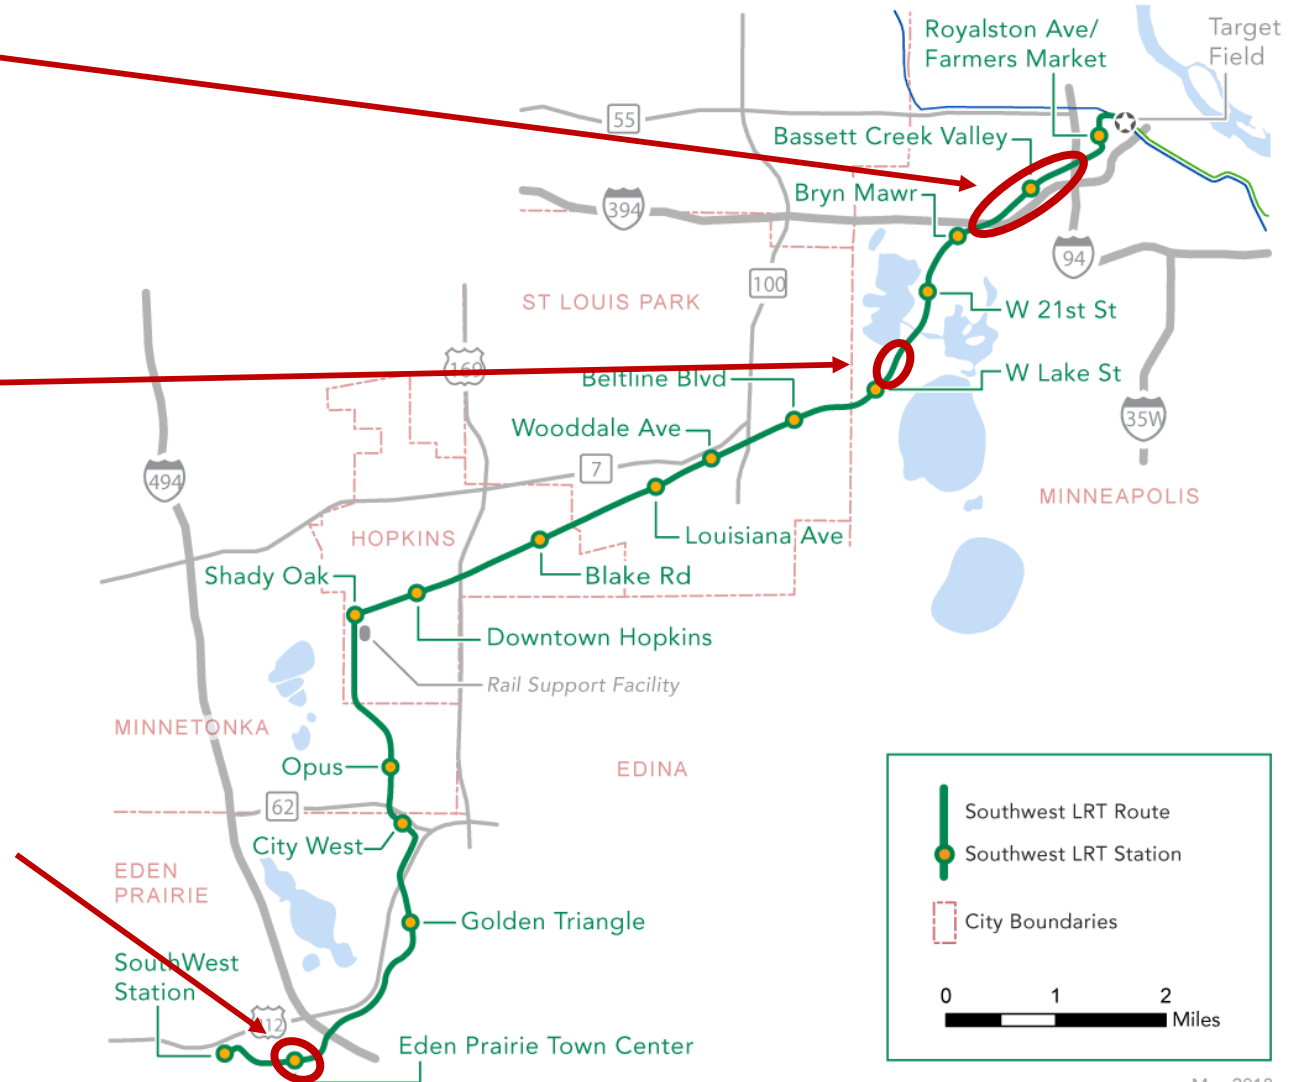 Royalston Ave/
Farmers Market
Target
Field
55
Bassett Creek Valley
Bryn Mawr
394
94
100
ST LOUIS PARK
W 21st St
169
Beltline Blvd
W Lake St
35W
Wooddale Ave
7
494
MINNEAPOLIS
HOPKINS
Louisiana Ave
Shady Oak
Blake Rd
Downtown Hopkins
Rail Support Facility
MINNETONKA
Opus
EDINA
62
City West
EDEN
PRAIRIE
Golden Triangle
SouthWest
Station
212
Eden Prairie Town Center
Southwest LRT Route
Southwest LRT Station
City Boundaries
0 1 2
Miles